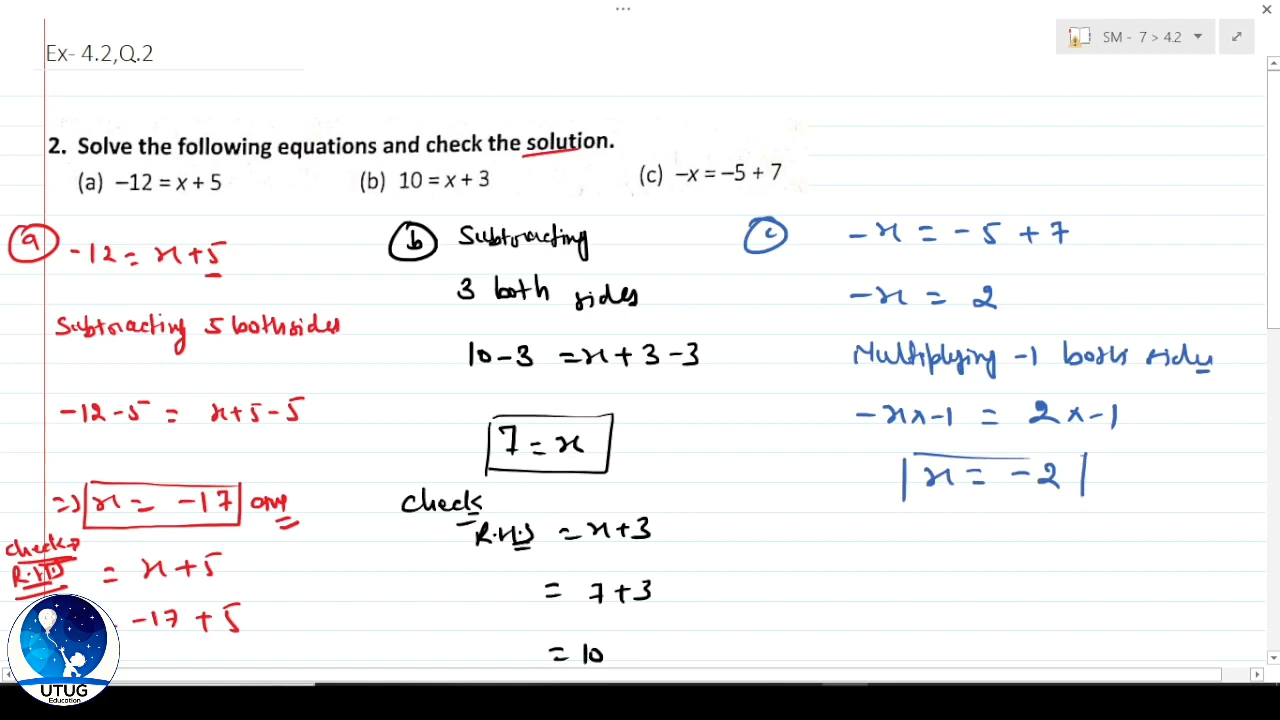 SM - 7 > 4.2
Ex- 4.2,Q.2
2. Solve the following equations and check the solution.
(a) –12 = x + 5 (b) 10 = x + 3 (c) –x = –5 + 7
a
-12 = x+5
Subtracting 5 both sides
-12-5 = x+5-5
=> x = -17 ans
check→
R.H.S = x+5
-17 + 5
b Subtracting
3 both sides
10-3 = x+3-3
7 = x
check
R.H.S = x+3
= 7+3
= 10
c -x = -5 + 7
-x = 2
Multiplying -1 both sides
-x×-1 = 2×-1
x = -2
UTUG
Education